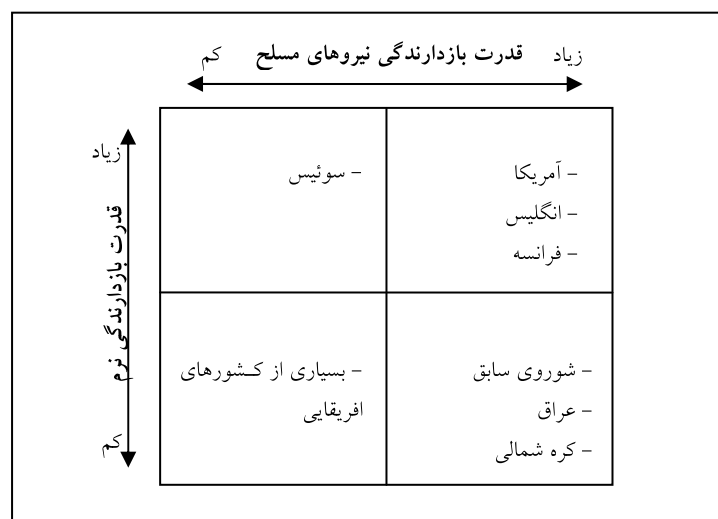 زیاد قدرت بازدارندگی نیروهای مسلح کم
زیاد
قدرت بازدارندگی نرم
کم
– آمریکا
– انگلیس
– فرانسه
– سوئیس
– شوروی سابق
– عراق
– کره شمالی
– بسیاری از کـشورهای
افریقایی